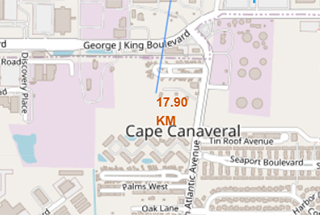 George J King Boulevard
Road
Discovery Place
17.90
KM
Cape Canaveral
Tin Roof Avenue
Seaport Boulevard
Atlantic Avenue
Palms West
Oak Lane
Harbor